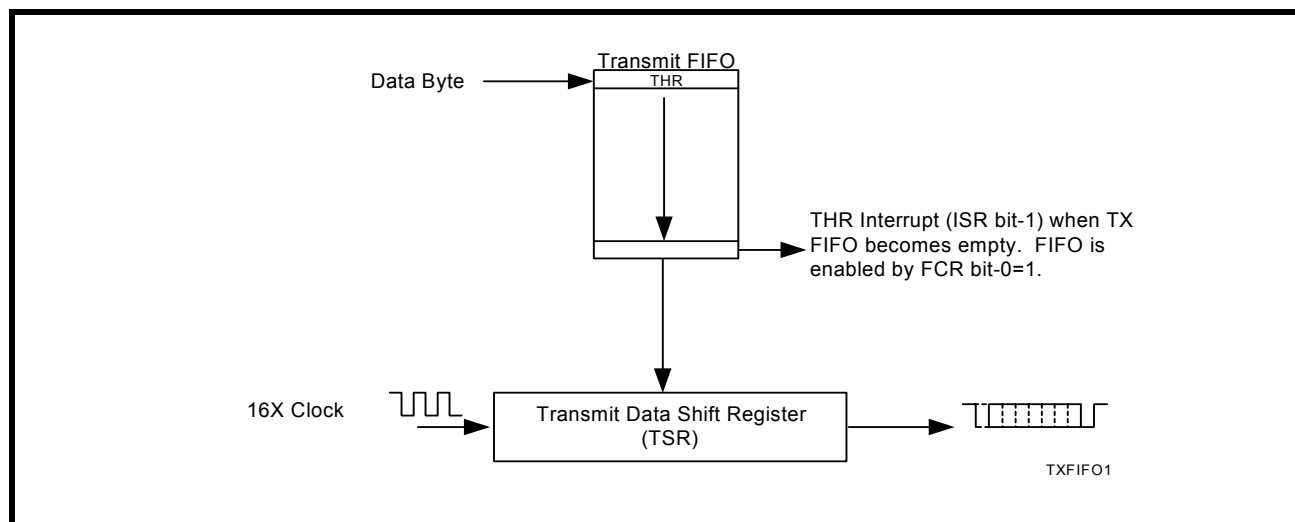 Transmit FIFO
Data Byte
THR
THR Interrupt (ISR bit-1) when TX
FIFO becomes empty. FIFO is
enabled by FCR bit-0=1.
16X Clock
Transmit Data Shift Register
(TSR)
TXFIFO1